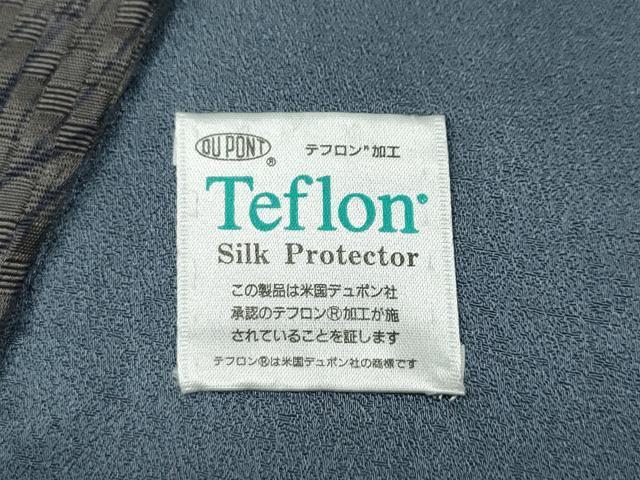 DU PONT® テフロン®加工
Teflon®
Silk Protector
この製品は米国デュポン社
承認のテフロン®加工が施
されていることを証します
テフロン®は米国デュポン社の商標です